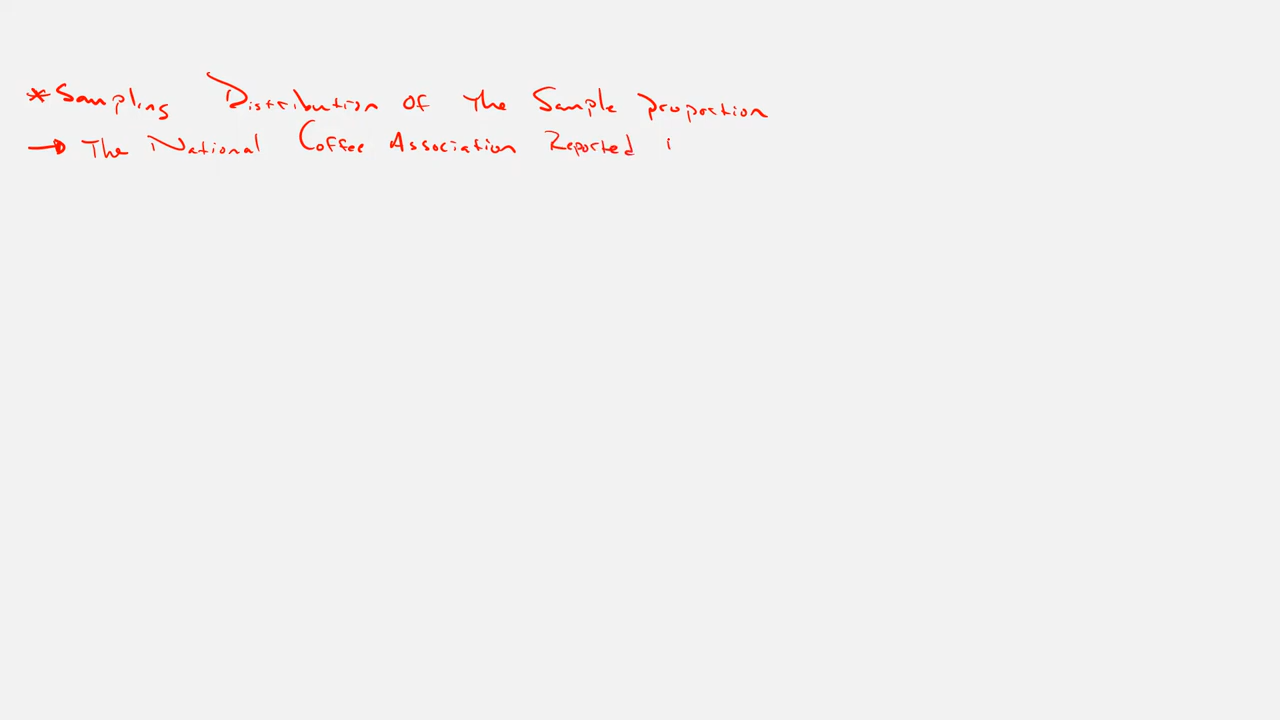 *Sampling Distribution of The Sample proportion
→ The National Coffee Association Reported i